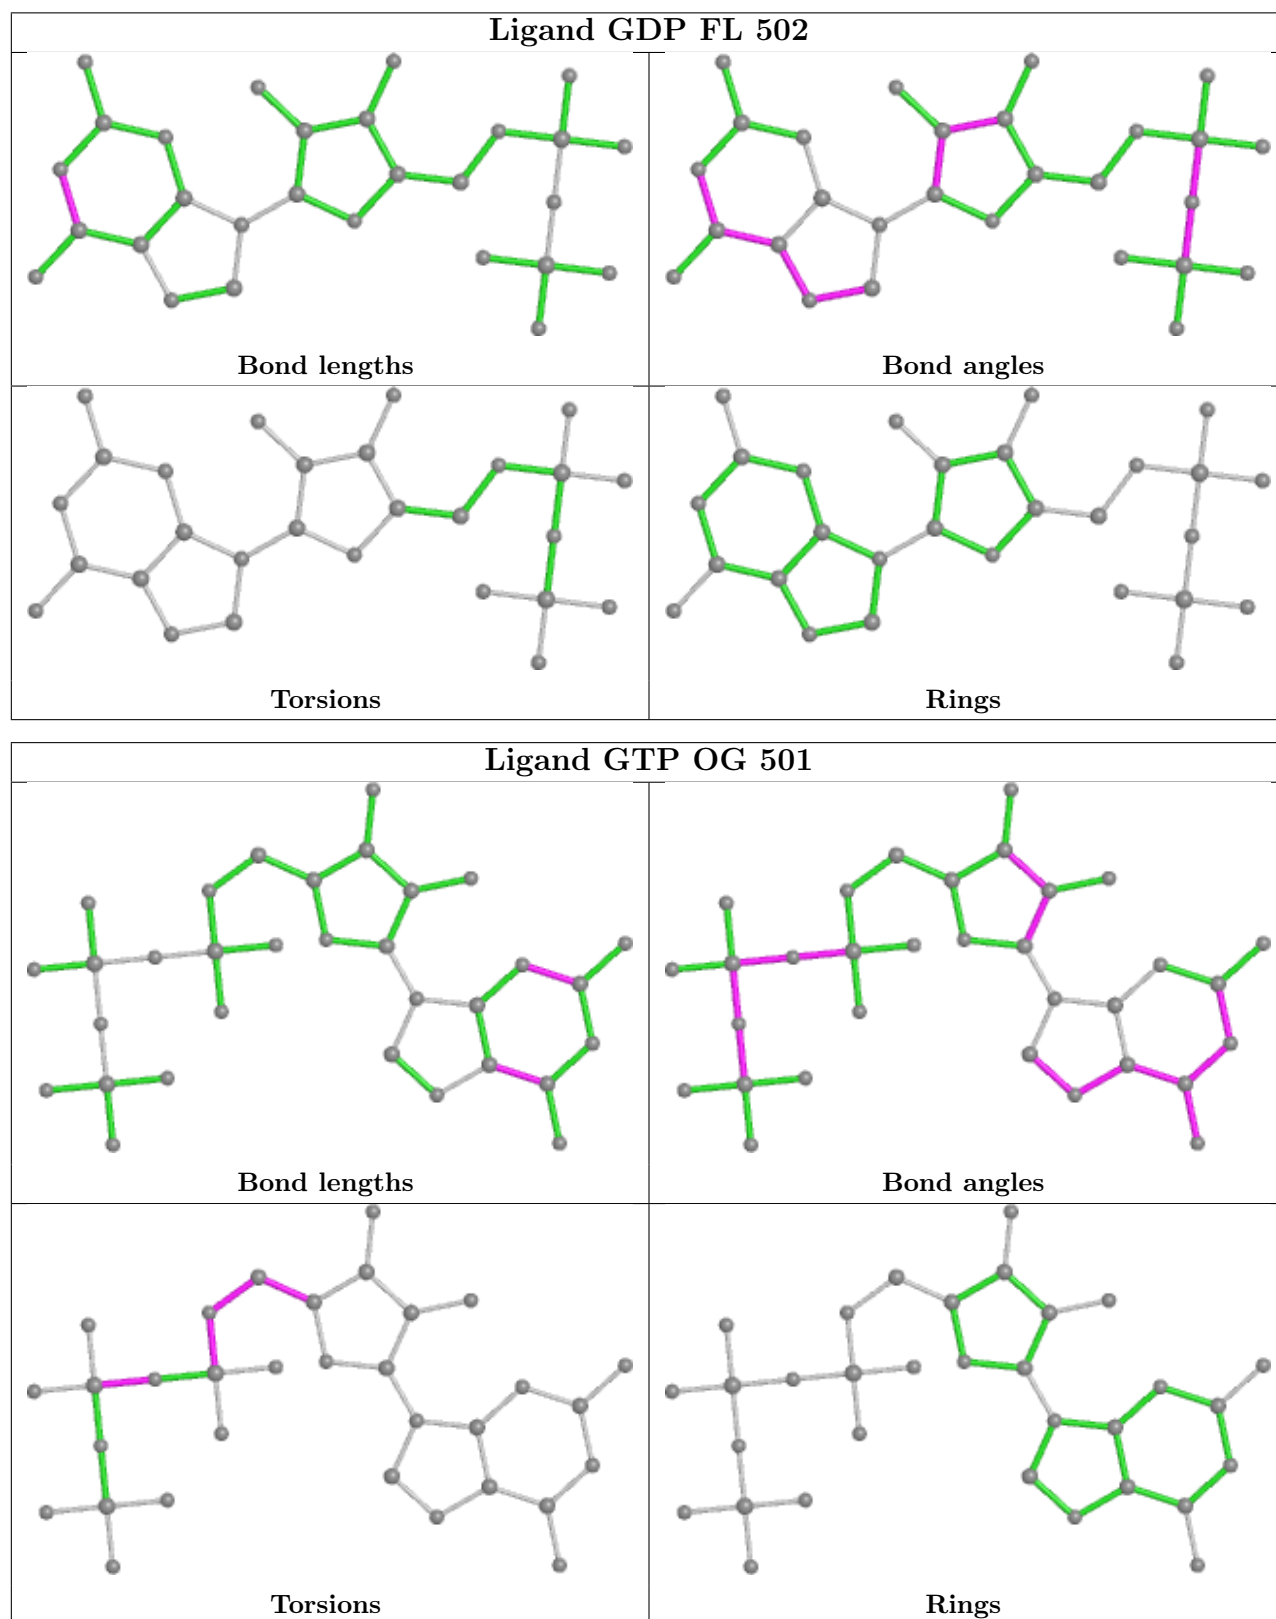 Ligand GDP FL 502
Bond lengths
Bond angles
Torsions
Rings
Ligand GTP OG 501
Bond lengths
Bond angles
Torsions
Rings